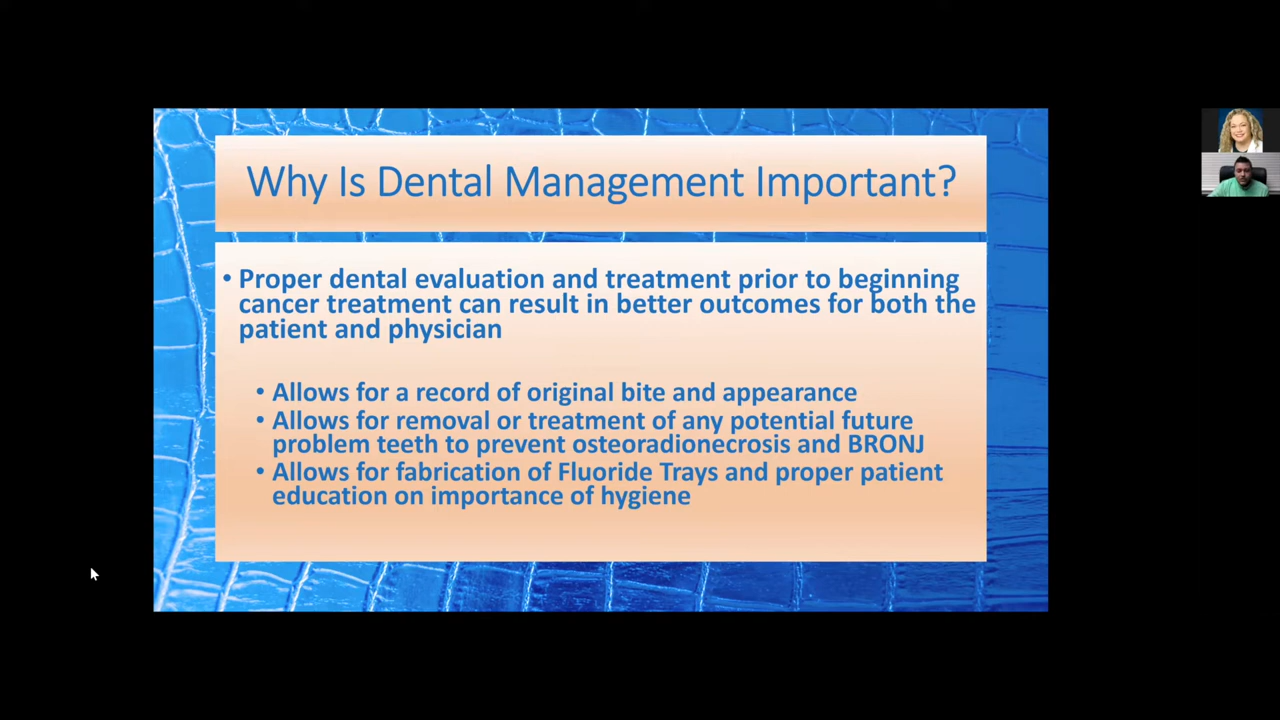 Why Is Dental Management Important?
• Proper dental evaluation and treatment prior to beginning
cancer treatment can result in better outcomes for both the
patient and physician
• Allows for a record of original bite and appearance
• Allows for removal or treatment of any potential future
problem teeth to prevent osteoradionecrosis and BRONJ
• Allows for fabrication of Fluoride Trays and proper patient
education on importance of hygiene